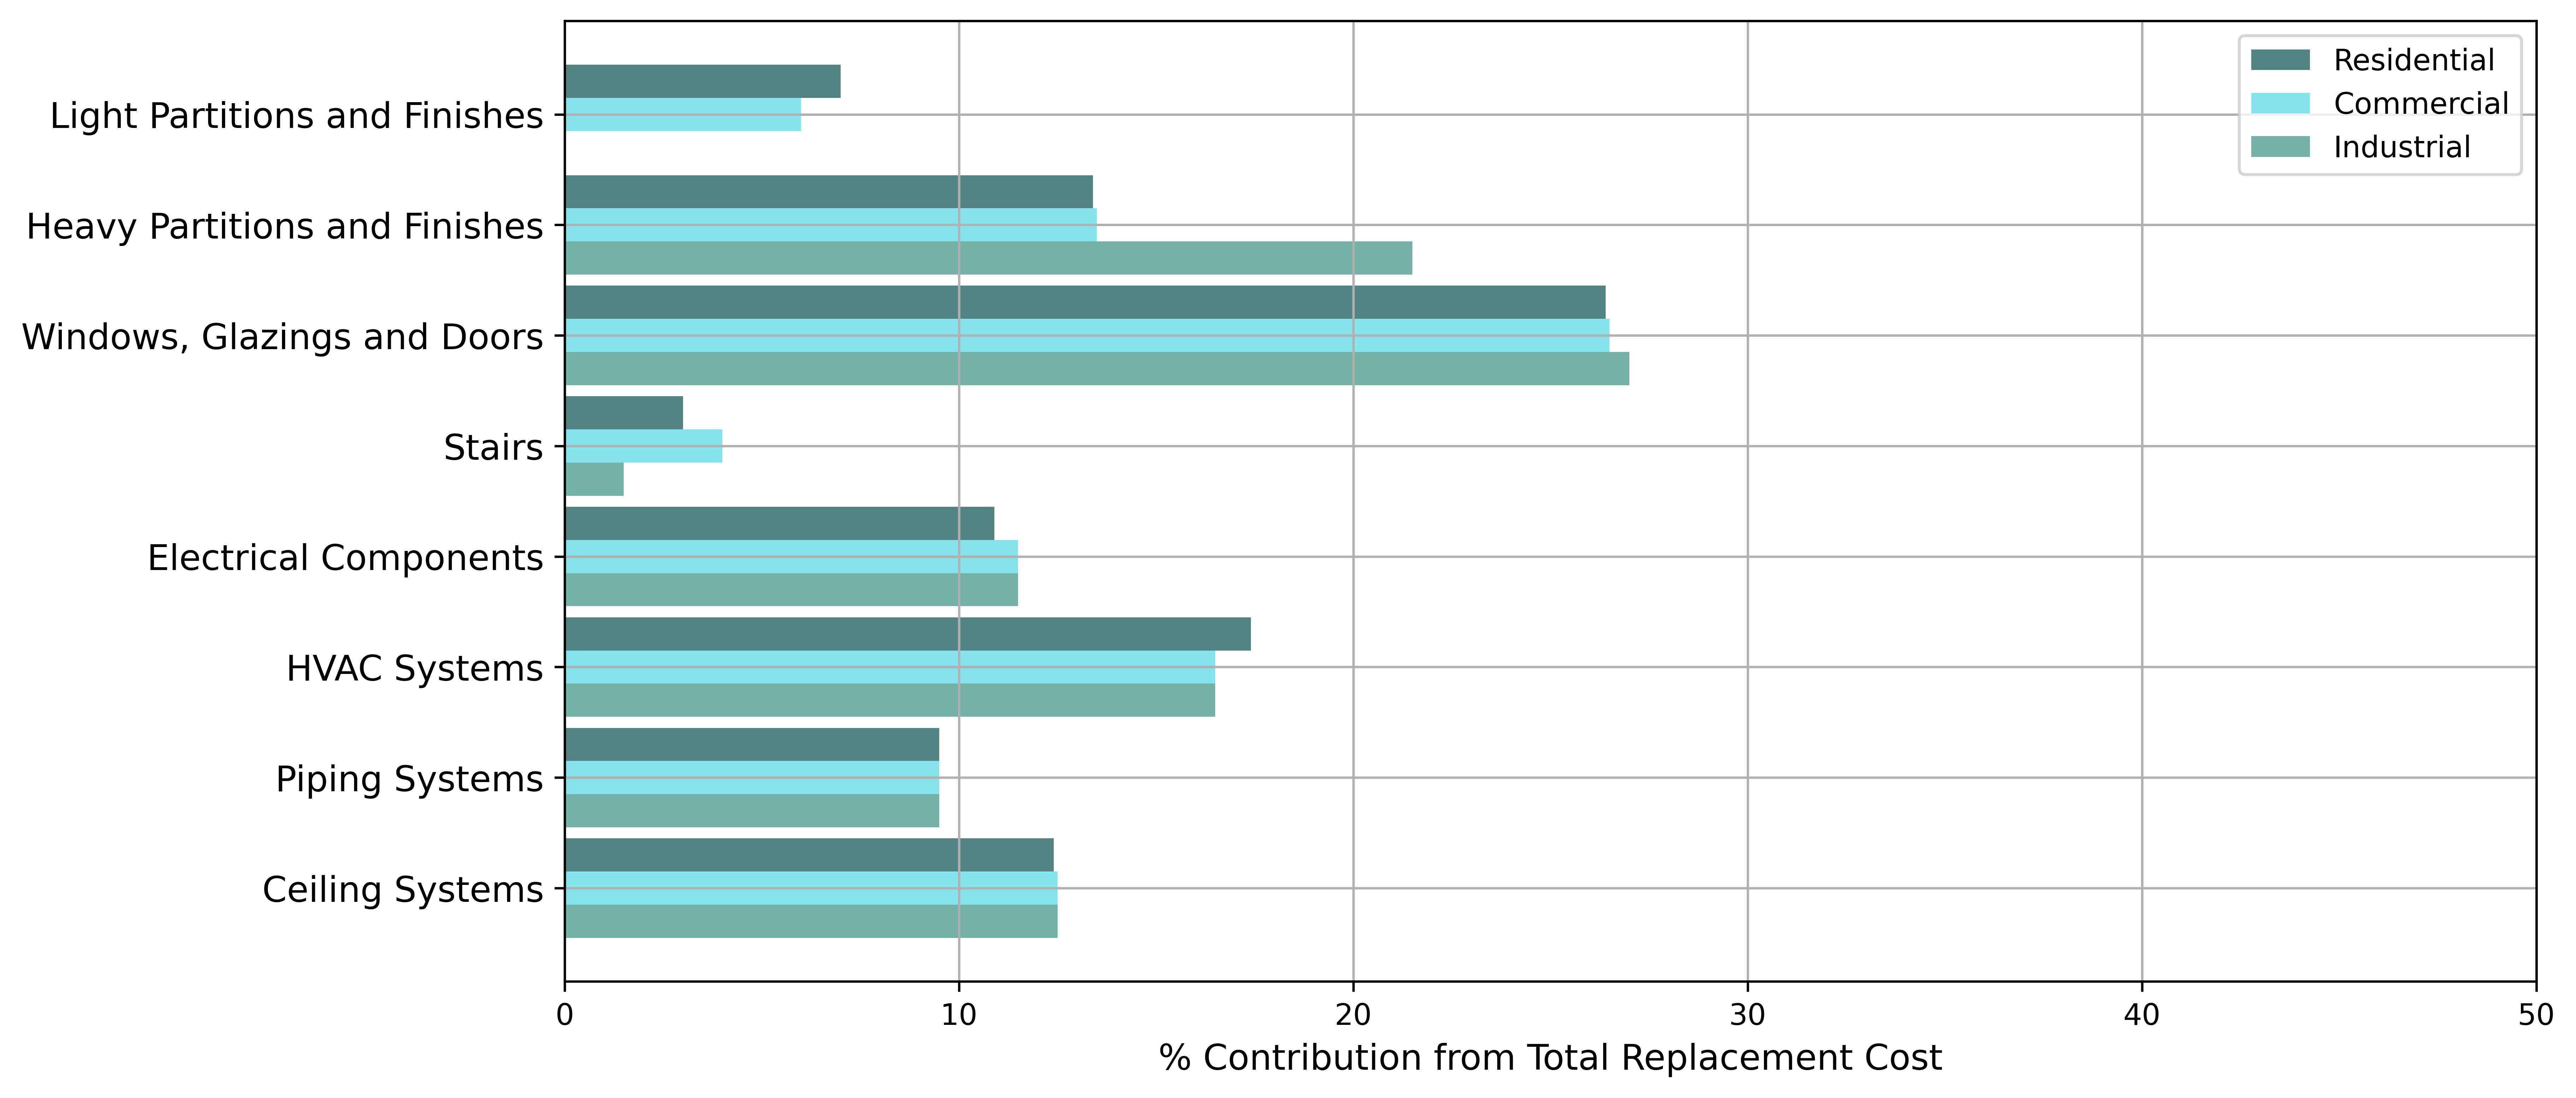 Residential
Commercial
Industrial
Light Partitions and Finishes
Heavy Partitions and Finishes
Windows, Glazings and Doors
Stairs
Electrical Components
HVAC Systems
Piping Systems
Ceiling Systems
0 10 20 30 40 50
% Contribution from Total Replacement Cost